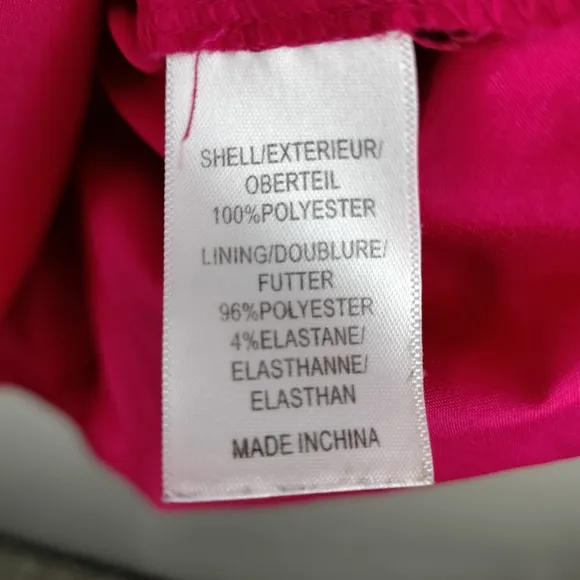 SHELL/EXTERIEUR/
OBERTEIL
100%POLYESTER
LINING/DOUBLURE/
FUTTER
96%POLYESTER
4%ELASTANE/
ELASTHANNE/
ELASTHAN
MADE INCHINA